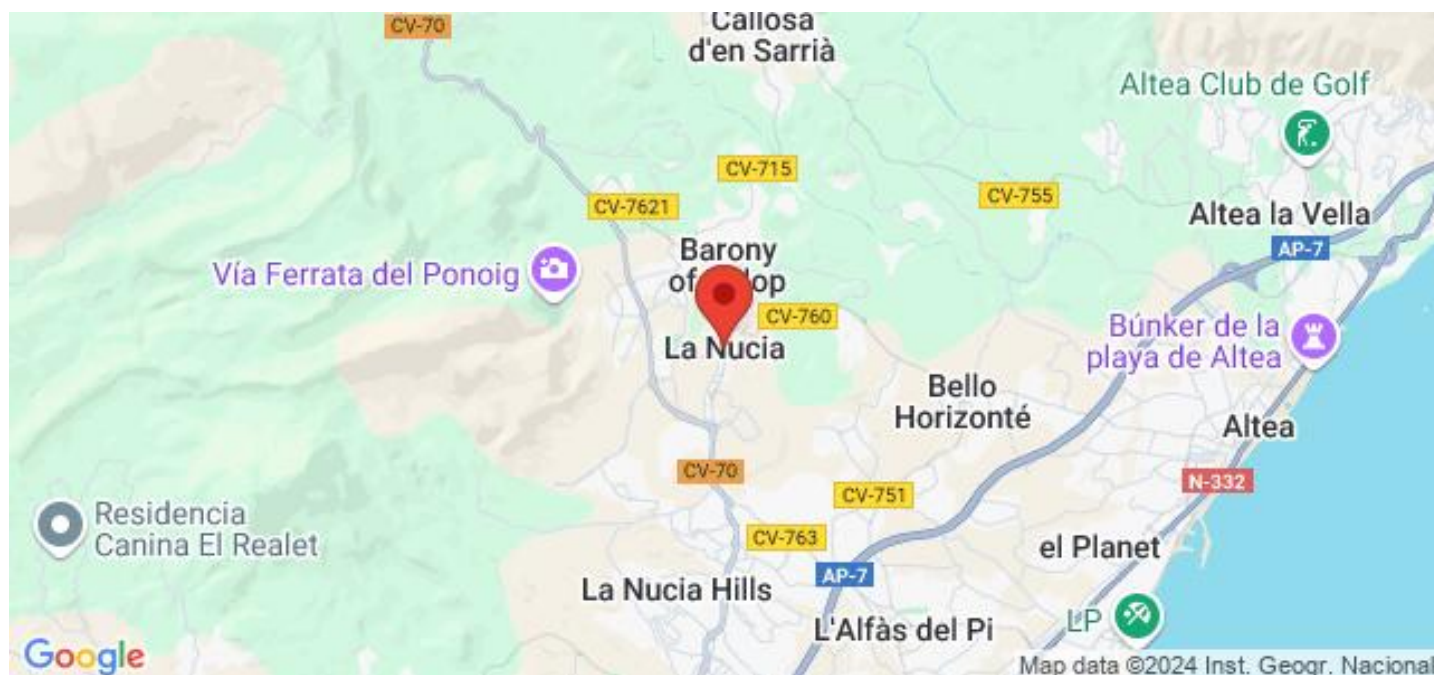 CV-70
Callosa
d'en Sarrià
Altea Club de Golf
CV-715
CV-755
CV-7621
Altea la Vella
AP-7
Barony
Vía Ferrata del Ponoig
CV-760
La Nucia
Búnker de la
playa de Altea
Bello
Horizonté
Altea
CV-70
N-332
CV-751
Residencia
Canina El Realet
CV-763
el Planet
AP-7
La Nucia Hills
LP
L'Alfàs del Pi
Google
Map data ©2024 Inst. Geogr. Nacional